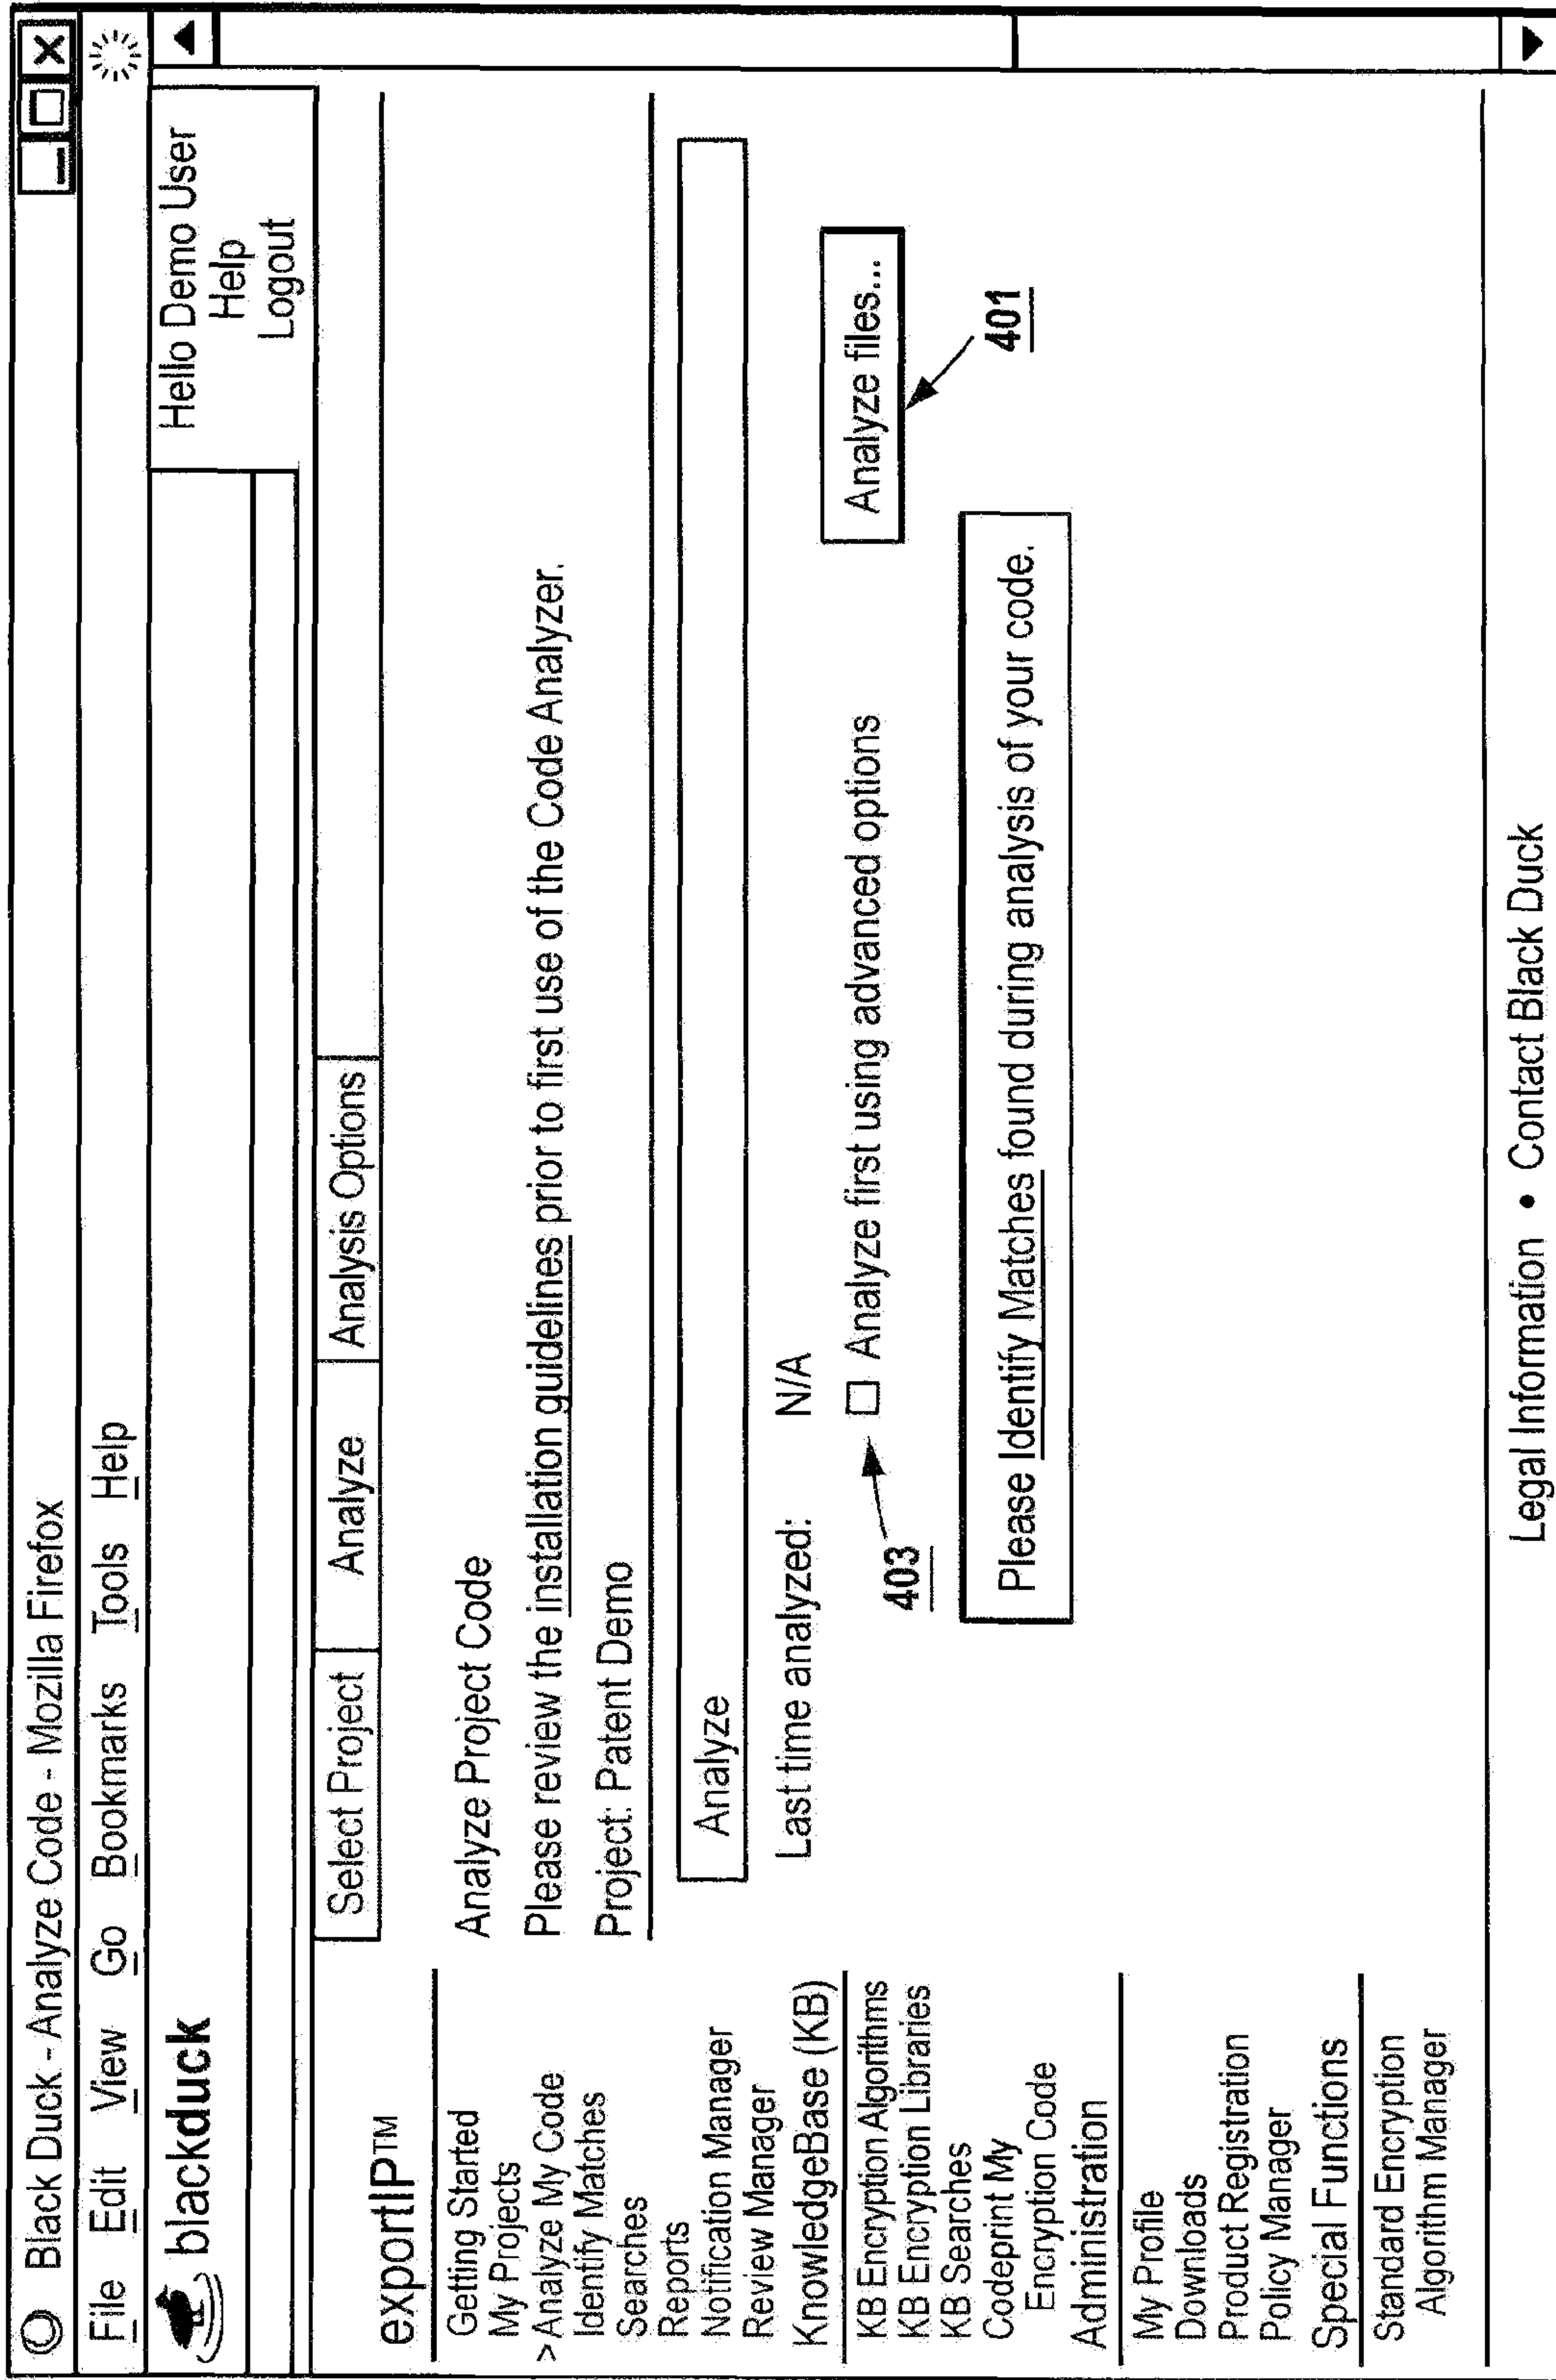 Black Duck - Analyze Code - Mozilla Firefox
File Edit View Go Bookmarks Tools Help
blackduck
Hello Demo User
Help
Logout
Select Project Analyze Analysis Options
exportIP™
Getting Started
My Projects
>Analyze My Code
Identify Matches
Searches
Reports
Notification Manager
Review Manager
KnowledgeBase (KB)
KB Encryption Algorithms
KB Encryption Libraries
KB Searches
Codeprint My
Encryption Code
Administration
My Profile
Downloads
Product Registration
Policy Manager
Special Functions
Standard Encryption
Algorithm Manager
Analyze Project Code
Please review the installation guidelines prior to first use of the Code Analyzer.
Project: Patent Demo
Analyze
Last time analyzed: N/A
Analyze first using advanced options
Analyze files...
403
401
Please Identify Matches found during analysis of your code.
Legal Information • Contact Black Duck